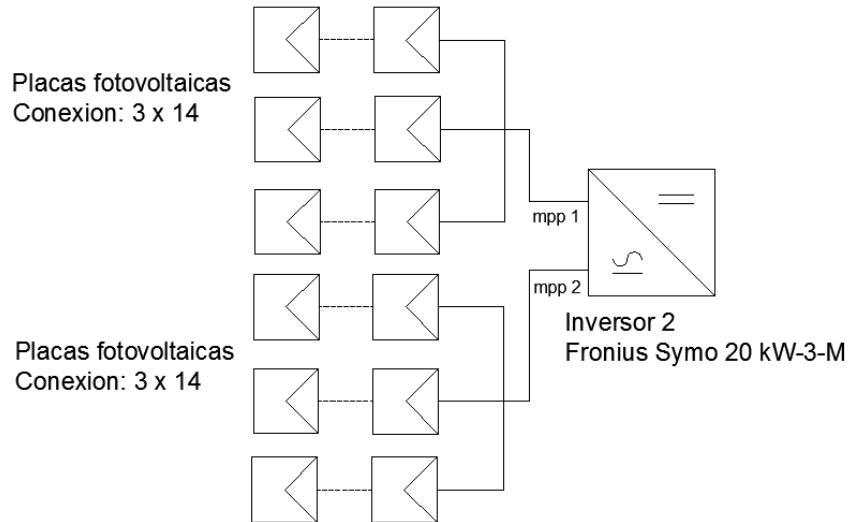 Placas fotovoltaicas
Conexion: 3 x 14
mpp 1
mpp 2
Inversor 2
Fronius Symo 20 kW-3-M
Placas fotovoltaicas
Conexion: 3 x 14